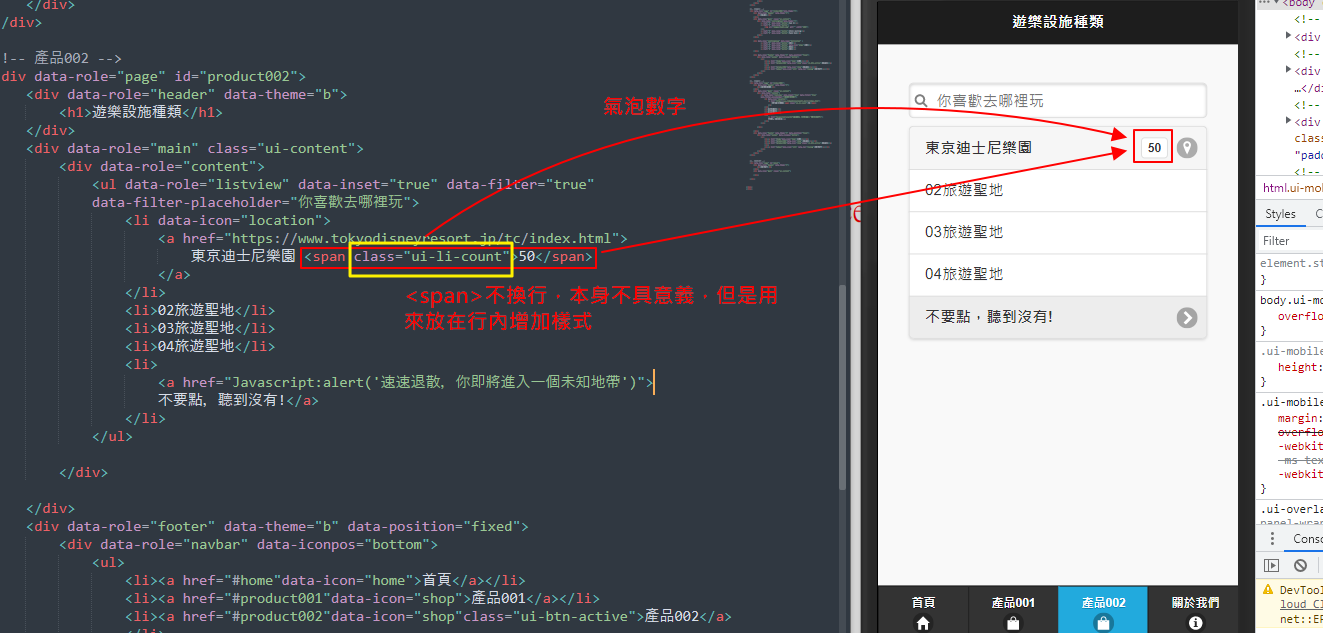 </div>
/div>
!-- 產品002 -->
div data-role="page" id="product002">
<div data-role="header" data-theme="b">
<h1>遊樂設施種類</h1>
</div>
<div data-role="main" class="ui-content">
<div data-role="content">
<ul data-role="listview" data-inset="true" data-filter="true"
data-filter-placeholder="你喜歡去哪裡玩">
<li data-icon="location">
<a href="https://www.tokyodisneyresort.jp/tc/index.html">
東京迪士尼樂園 <span class="ui-li-count">50</span>
</a>
</li>
<li>02旅遊聖地</li>
<li>03旅遊聖地</li>
<li>04旅遊聖地</li>
<li>
<a href="Javascript:alert('速速退散, 你即將進入一個未知地帶')">
不要點, 聽到沒有!</a>
</li>
</ul>
</div>
</div>
<div data-role="footer" data-theme="b" data-position="fixed">
<div data-role="navbar" data-iconpos="bottom">
<ul>
<li><a href="#home"data-icon="home">首頁</a></li>
<li><a href="#product001"data-icon="shop">產品001</a></li>
<li><a href="#product002"data-icon="shop"class="ui-btn-active">產品002</a>
氣泡數字
<span>不換行，本身不具意義，但是用
來放在行內增加樣式
遊樂設施種類
你喜歡去哪裡玩
東京迪士尼樂園 50
02旅遊聖地
03旅遊聖地
04旅遊聖地
不要點，聽到沒有!
首頁 產品001 產品002 關於我們
<body
<!--
<div
<!--
<div
…</di
<!--
<div
class
"padd
<!--
html.ui-mob
Styles
Filter
element.st
}
body.ui-mo
overflo
}
.ui-mobile
height:
}
.ui-mobile
margin:
overflo
-webkit
-ms-tex
-webkit
}
.ui-overla
panel-wrap
Conso
DevTool
loud Cl
net::ER